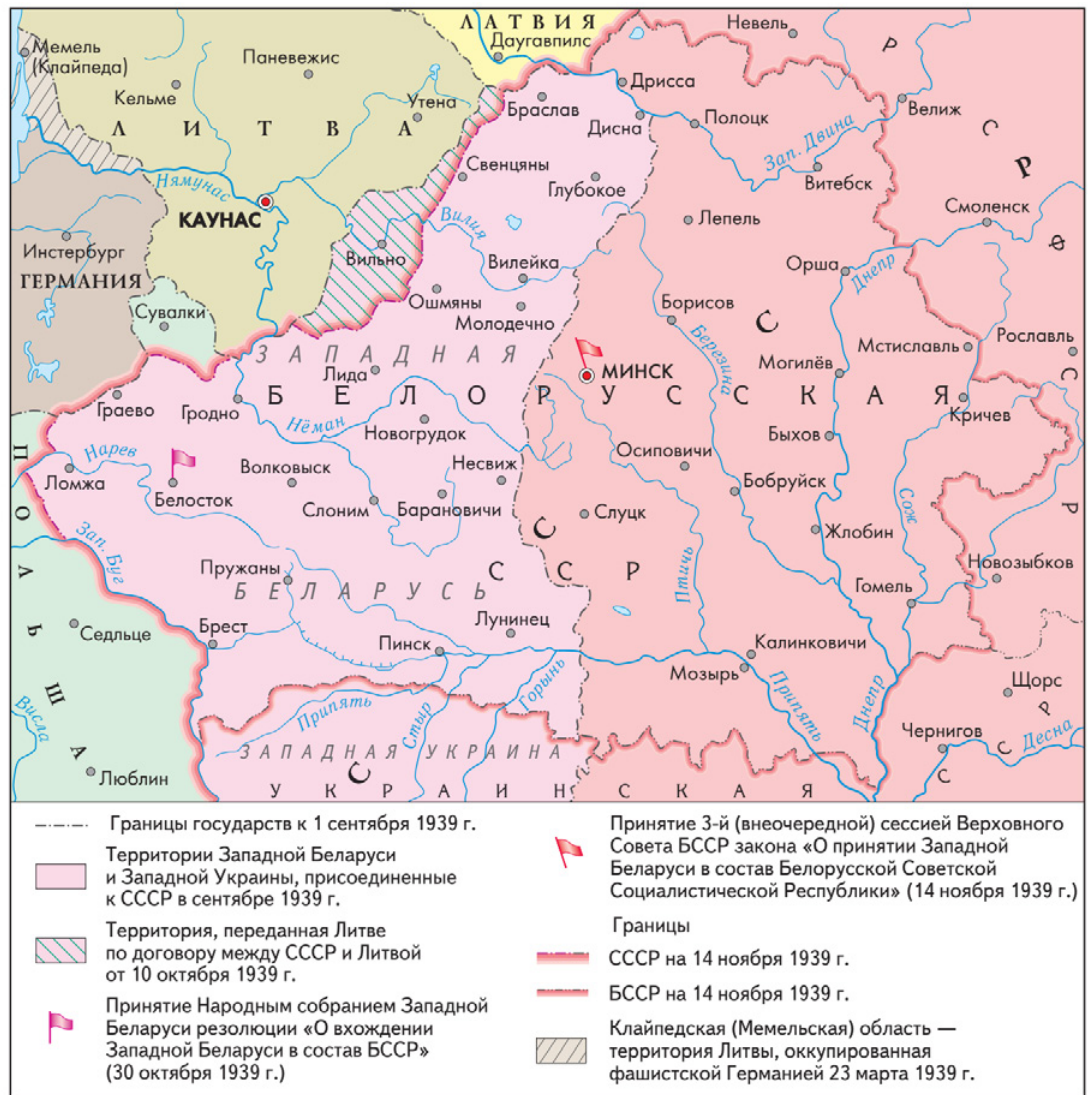 ЛАТВИЯ
Невель
Мемель
(Клайпеда)
Паневежис
Даугавпилс
Р
Дрисса
Кельме
Утена
Браслав
Велиж
ЛИТВА
Дисна
Полоцк
С
Зап. Двина
Свенцяны
Нямунас
Глубокое
Витебск
Р
КАУНАС
Вилия
Лепель
Смоленск
Ф
Инстербург
Вильно
Вилейка
Орша
Днепр
ГЕРМАНИЯ
Ошмяны
Борисов
Сувалки
Молодечно
С
Рославль
ЗАПАДНАЯ
Березина
Мстиславль
Лида
МИНСК
Могилёв
С
Граево
Гродно
БЕЛОРУССКАЯ
Кричев
Неман
Новогрудок
Быхов
П
Нарев
Осиповичи
Ломжа
Волковыск
Несвиж
Белосток
Бобруйск
Слоним
Барановичи
Сож
Р
О
Слуцк
С
Жлобин
Зап. Буг
Птичь
Новозыбков
Л
Пружаны
ССР
БЕЛАРУСЬ
Гомель
Ь
Седльце
Лунинец
Брест
Пинск
Калинковичи
Мозырь
Горынь
Щорс
Ш
Припять
Припять
Днепр
Р
Висла
Стыр
Чернигов
Десна
ЗАПАДНАЯ УКРАИНА
С
А
С
С
Люблин
УКРАИНСКАЯ
Границы государств к 1 сентября 1939 г.
Территории Западной Беларуси
и Западной Украины, присоединенные
к СССР в сентябре 1939 г.
Территория, переданная Литве
по договору между СССР и Литвой
от 10 октября 1939 г.
Принятие Народным собранием Западной
Беларуси резолюции «О вхождении
Западной Беларуси в состав БССР»
(30 октября 1939 г.)
Принятие 3-й (внеочередной) сессией Верховного
Совета БССР закона «О принятии Западной
Беларуси в состав Белорусской Советской
Социалистической Республики» (14 ноября 1939 г.)
Границы
СССР на 14 ноября 1939 г.
БССР на 14 ноября 1939 г.
Клайпедская (Мемельская) область —
территория Литвы, оккупированная
фашистской Германией 23 марта 1939 г.